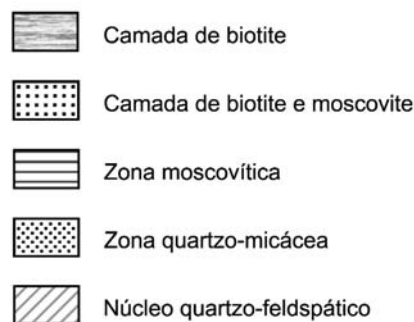 Camada de biotite
Camada de biotite e moscovite
Zona moscovítica
Zona quartzo-micácea
Núcleo quartzo-feldspático